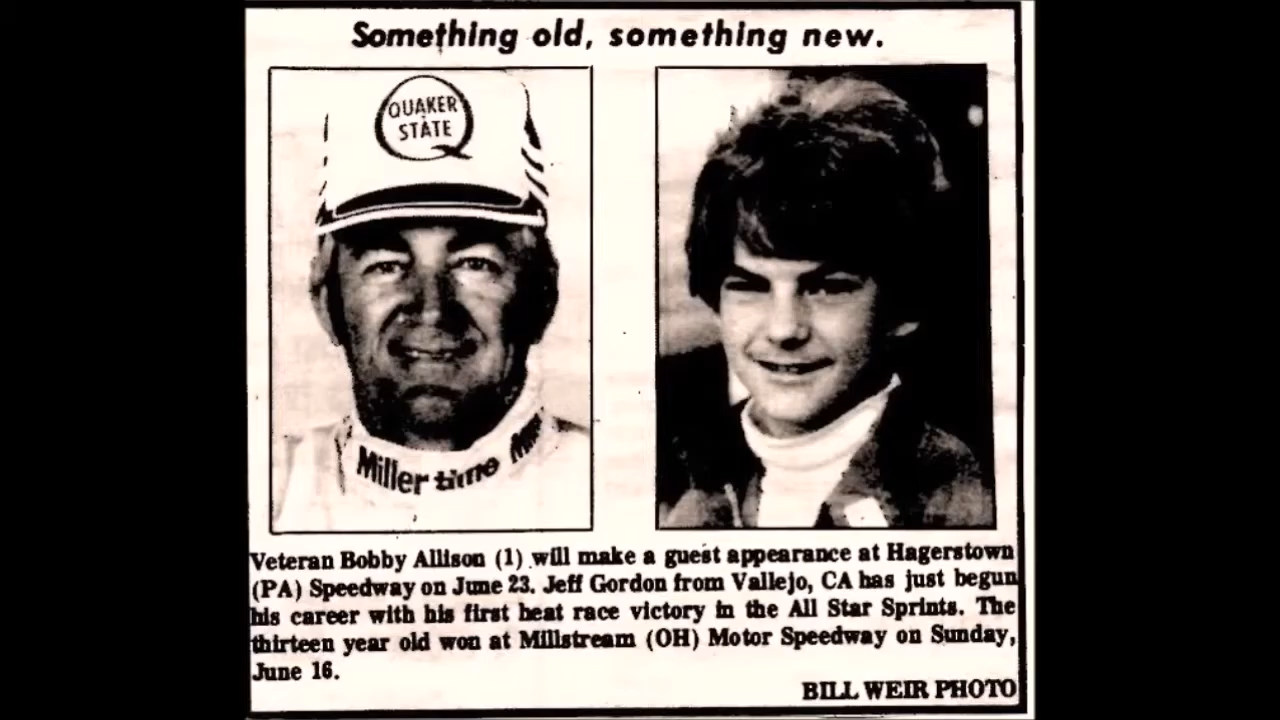 Something old, something new.
QUAKER
STATE
Miller time
Veteran Bobby Allison (1) will make a guest appearance at Hagerstown
(PA) Speedway on June 23. Jeff Gordon from Vallejo, CA has just begun
his career with his first heat race victory in the All Star Sprints. The
thirteen year old won at Millstream (OH) Motor Speedway on Sunday,
June 16.
BILL WEIR PHOTO